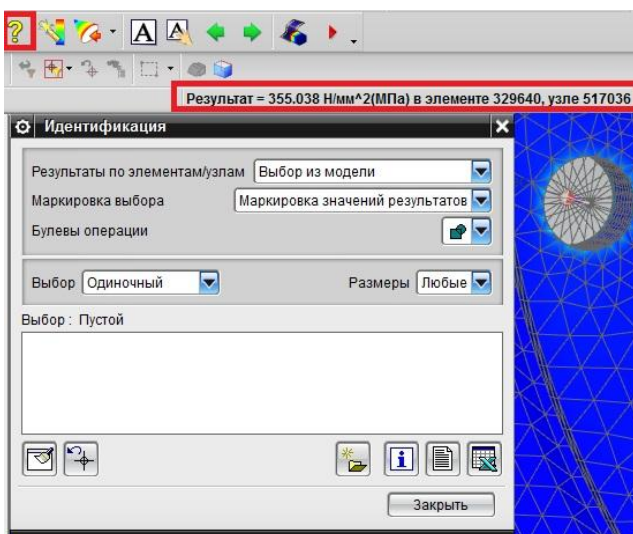 Результат = 355.038 Н/мм^2(МПа) в элементе 329640, узле 517036
Идентификация
Результаты по элементам/узлам Выбор из модели
Маркировка выбора Маркировка значений результатов
Булевы операции
Выбор Одиночный Размеры Любые
Выбор : Пустой
Закрыть